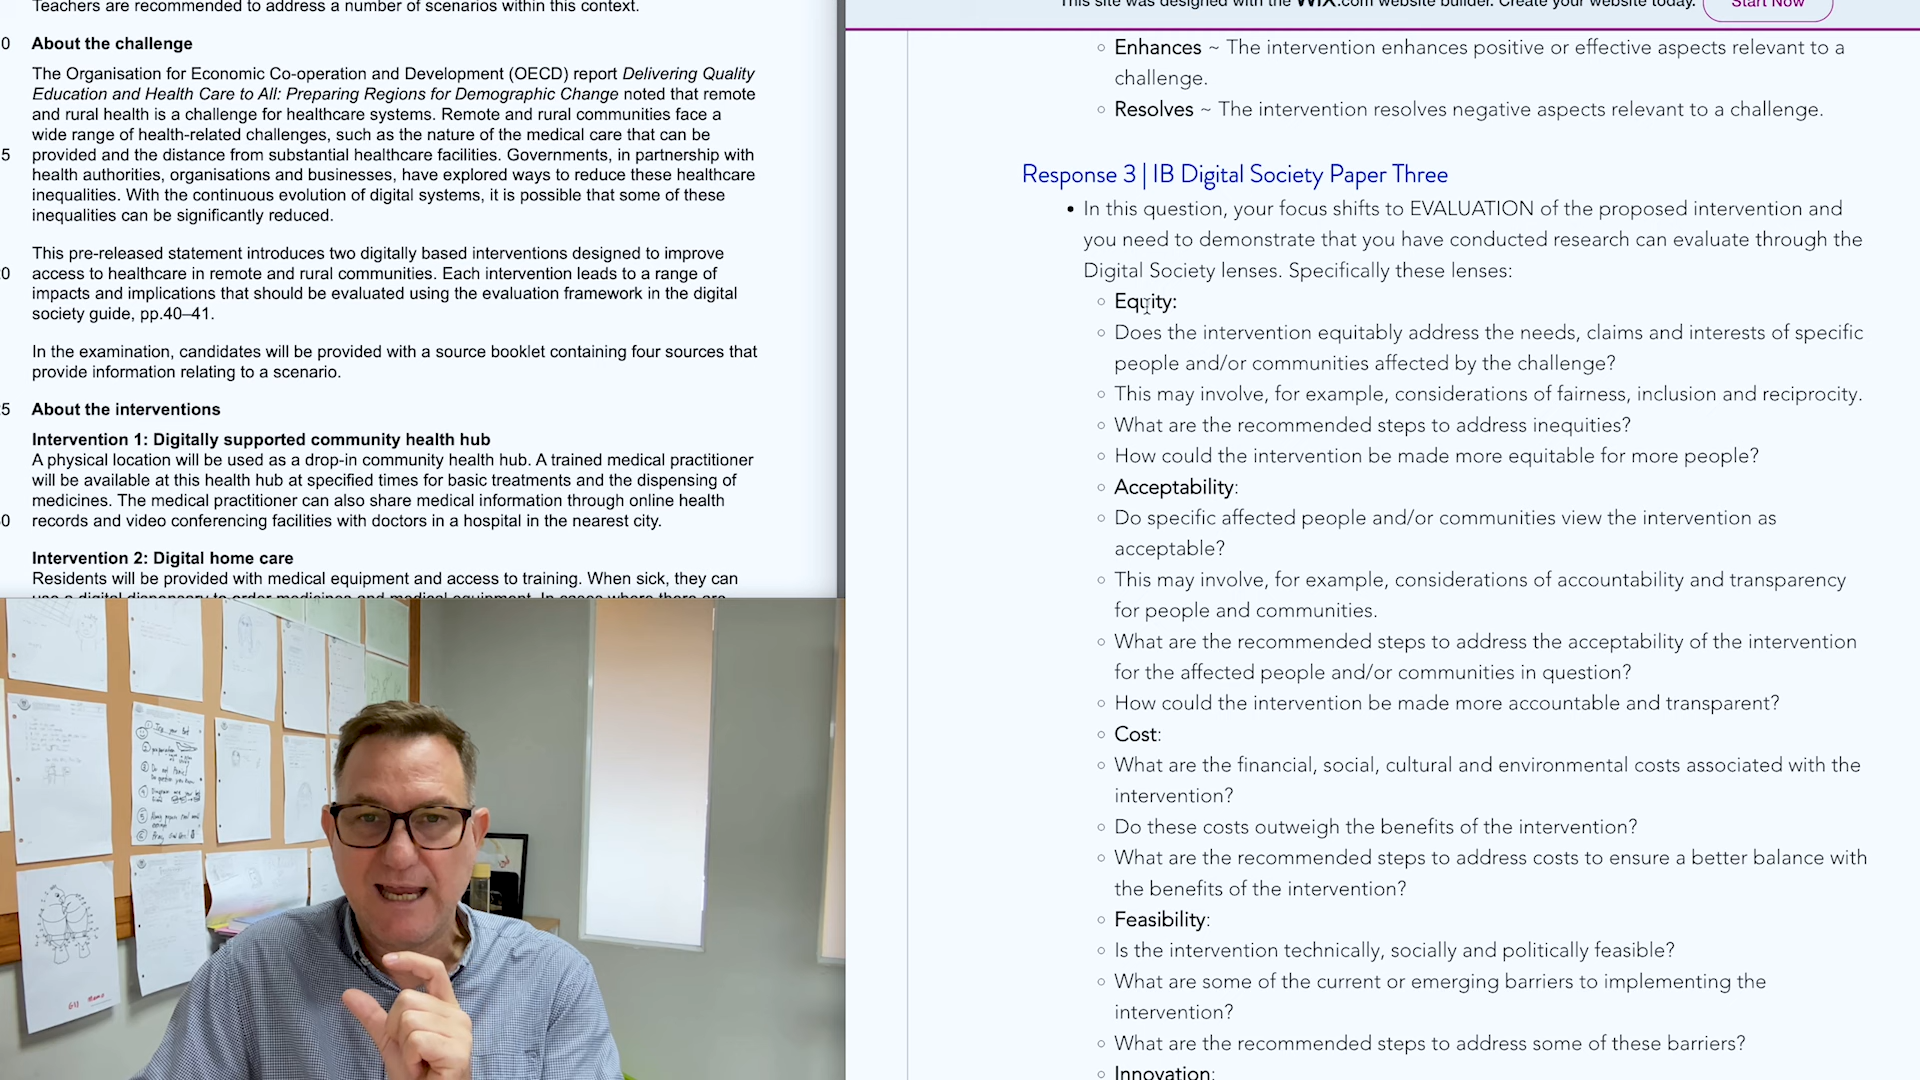 Teachers are recommended to address a number of scenarios within this context.
0 About the challenge
The Organisation for Economic Co-operation and Development (OECD) report Delivering Quality
Education and Health Care to All: Preparing Regions for Demographic Change noted that remote
and rural health is a challenge for healthcare systems. Remote and rural communities face a
wide range of health-related challenges, such as the nature of the medical care that can be
5 provided and the distance from substantial healthcare facilities. Governments, in partnership with
health authorities, organisations and businesses, have explored ways to reduce these healthcare
inequalities. With the continuous evolution of digital systems, it is possible that some of these
inequalities can be significantly reduced.
This pre-released statement introduces two digitally based interventions designed to improve
20 access to healthcare in remote and rural communities. Each intervention leads to a range of
impacts and implications that should be evaluated using the evaluation framework in the digital
society guide, pp.40–41.
In the examination, candidates will be provided with a source booklet containing four sources that
provide information relating to a scenario.
25 About the interventions
Intervention 1: Digitally supported community health hub
A physical location will be used as a drop-in community health hub. A trained medical practitioner
will be available at this health hub at specified times for basic treatments and the dispensing of
medicines. The medical practitioner can also share medical information through online health
0 records and video conferencing facilities with doctors in a hospital in the nearest city.
Intervention 2: Digital home care
Residents will be provided with medical equipment and access to training. When sick, they can
use a digital dispensary to order medicines and medical equipment. In cases where there are
This site was designed with the WiX.com website builder. Create your website today.
Start Now
Enhances ~ The intervention enhances positive or effective aspects relevant to a
challenge.
Resolves ~ The intervention resolves negative aspects relevant to a challenge.
Response 3 | IB Digital Society Paper Three
In this question, your focus shifts to EVALUATION of the proposed intervention and
you need to demonstrate that you have conducted research can evaluate through the
Digital Society lenses. Specifically these lenses:
Equity:
Does the intervention equitably address the needs, claims and interests of specific
people and/or communities affected by the challenge?
This may involve, for example, considerations of fairness, inclusion and reciprocity.
What are the recommended steps to address inequities?
How could the intervention be made more equitable for more people?
Acceptability:
Do specific affected people and/or communities view the intervention as
acceptable?
This may involve, for example, considerations of accountability and transparency
for people and communities.
What are the recommended steps to address the acceptability of the intervention
for the affected people and/or communities in question?
How could the intervention be made more accountable and transparent?
Cost:
What are the financial, social, cultural and environmental costs associated with the
intervention?
Do these costs outweigh the benefits of the intervention?
What are the recommended steps to address costs to ensure a better balance with
the benefits of the intervention?
Feasibility:
Is the intervention technically, socially and politically feasible?
What are some of the current or emerging barriers to implementing the
intervention?
What are the recommended steps to address some of these barriers?
Innovation: